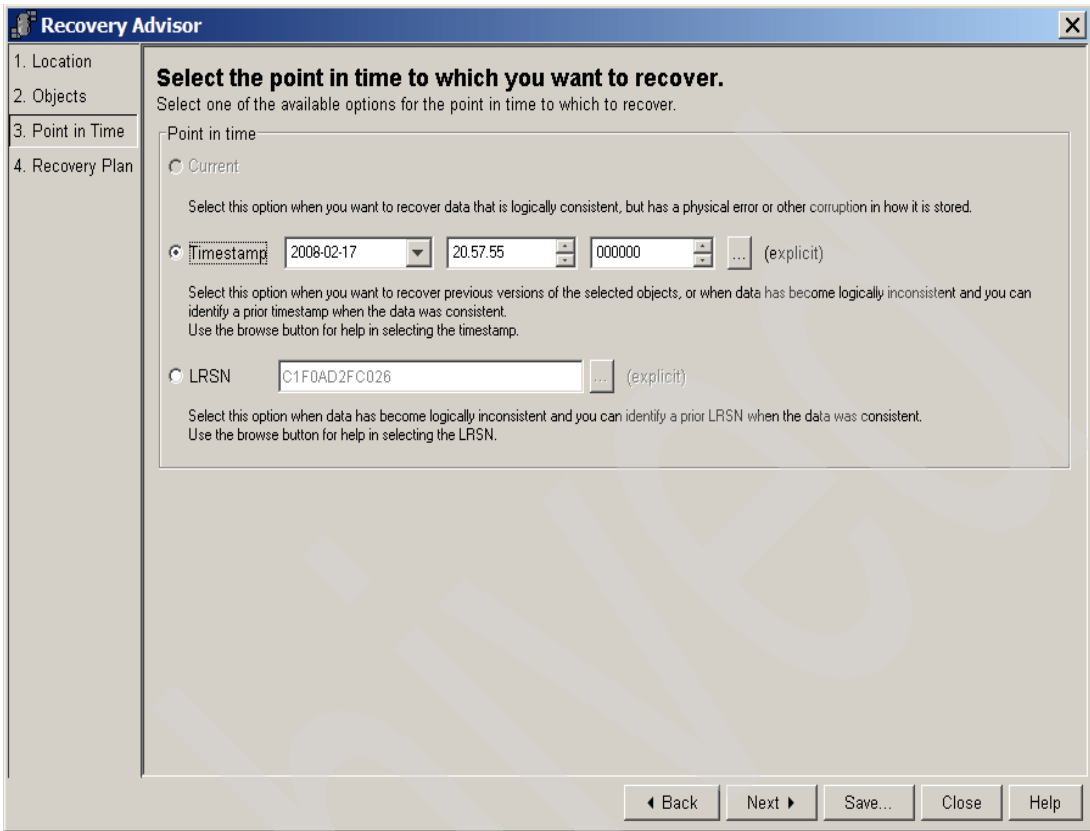 Recovery Advisor
1. Location
2. Objects
3. Point in Time
4. Recovery Plan
Select the point in time to which you want to recover.
Select one of the available options for the point in time to which to recover.
Point in time
Current
Select this option when you want to recover data that is logically consistent, but has a physical error or other corruption in how it is stored.
Timestamp 2008-02-17 20.57.55 000000 ... (explicit)
Select this option when you want to recover previous versions of the selected objects, or when data has become logically inconsistent and you can
identify a prior timestamp when the data was consistent.
Use the browse button for help in selecting the timestamp.
LRSN C1F0AD2FC026 ... (explicit)
Select this option when data has become logically inconsistent and you can identify a prior LRSN when the data was consistent.
Use the browse button for help in selecting the LRSN.
Back Next Save... Close Help